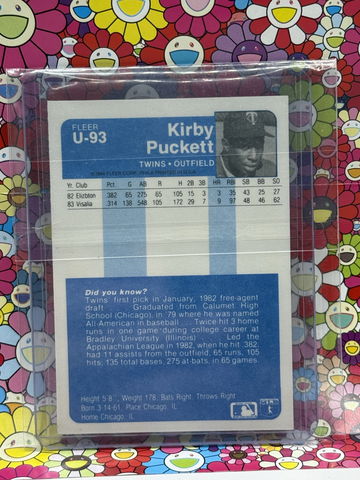 FLEER
U-93
Kirby
Puckett
TWINS • OUTFIELD
© 1984 FLEER CORP. PHILA PRINTED IN U.S.A.
Yr. Club Pct G AB R H 2B 3B HR RBI SB BB SO
82 Elizbton 382 65 275 65 105 15 3 3 35 43 25 27
83 Visalia 314 138 548 105 172 29 7 9 97 48 46 62
Did you know?
Twins' first pick in January, 1982 free-agent
draft ... Graduated from Calumet High
School (Chicago), in '79 where he was named
All American in baseball ... Twice hit 3 home
runs in one game during college career at
Bradley University (Illinois) ... Led the
Appalachian League in 1982, when he hit .382,
had 11 assists from the outfield, 65 runs, 105
hits; 135 total bases, 275 at-bats, in 65 games.
Height 5'8", Weight 178, Bats Right, Throws Right
Born 3-14-61, Place Chicago, IL
Home Chicago, IL